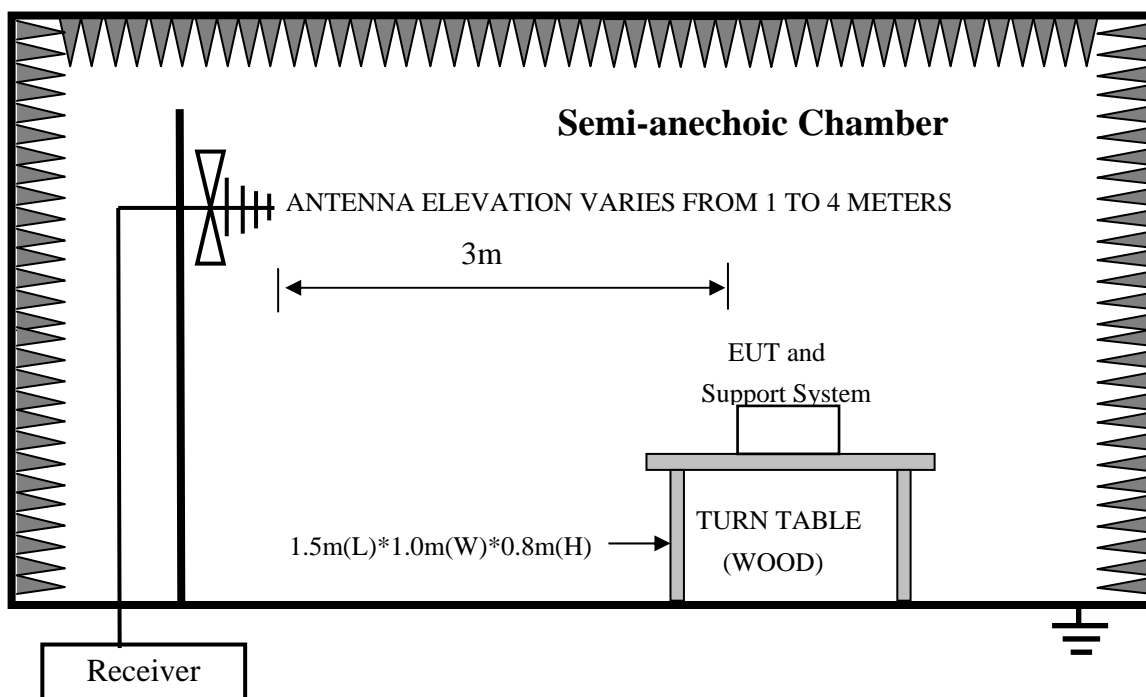 Semi-anechoic Chamber
ANTENNA ELEVATION VARIES FROM 1 TO 4 METERS
3m
EUT and
Support System
1.5m(L)*1.0m(W)*0.8m(H)
TURN TABLE
(WOOD)
Receiver